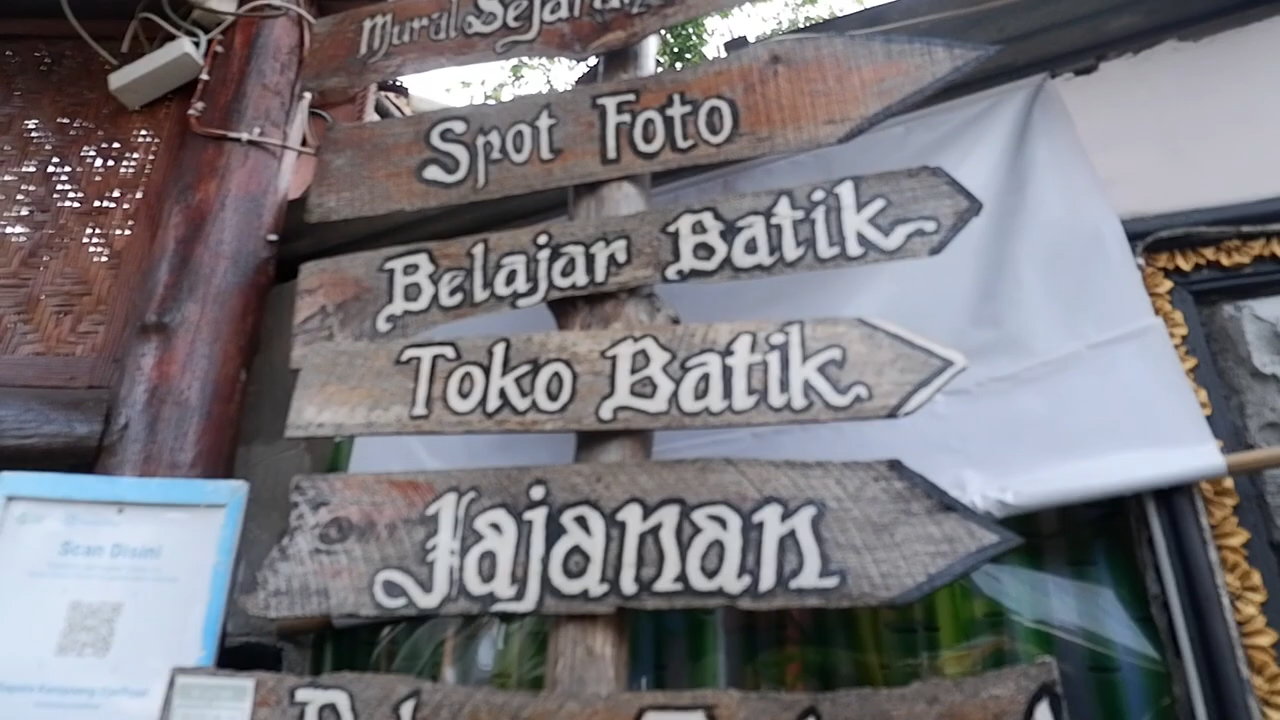 Mural Sejarah
Spot Foto
Belajar Batik
Toko Batik
Jajanan
Scan Disini